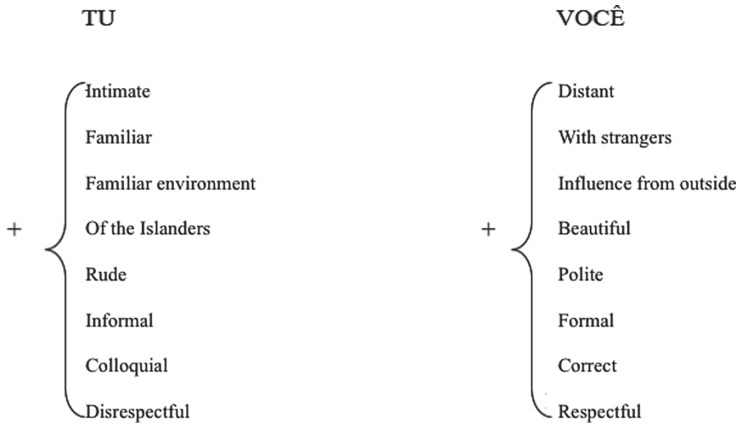 TU VOCÊ
Intimate Distant
Familiar With strangers
Familiar environment Influence from outside
+ Of the Islanders + Beautiful
Rude Polite
Informal Formal
Colloquial Correct
Disrespectful Respectful